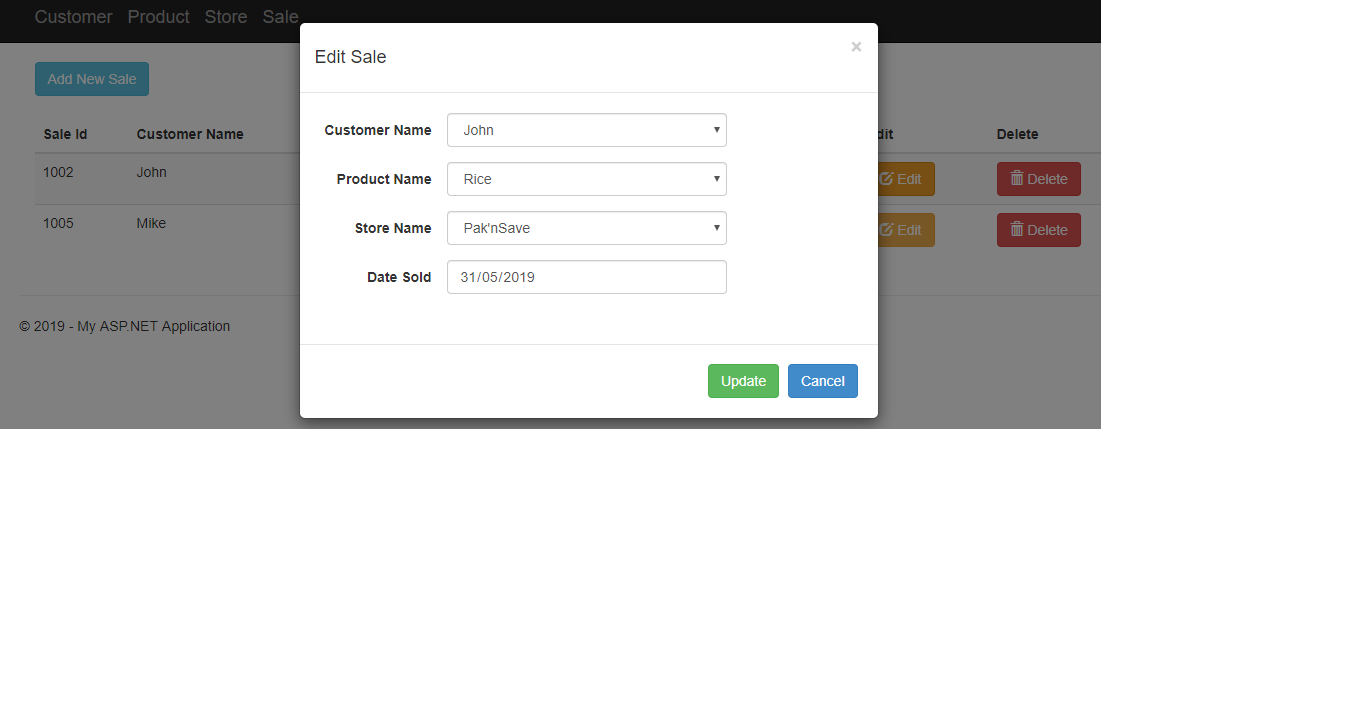 Customer Product Store Sale
Edit Sale ×
Add New Sale
Sale Id Customer Name Delete
1002 John Edit Delete
1005 Mike Edit Delete
Customer Name John
Product Name Rice
Store Name Pak'nSave
Date Sold 31/05/2019
Update Cancel
© 2019 - My ASP.NET Application